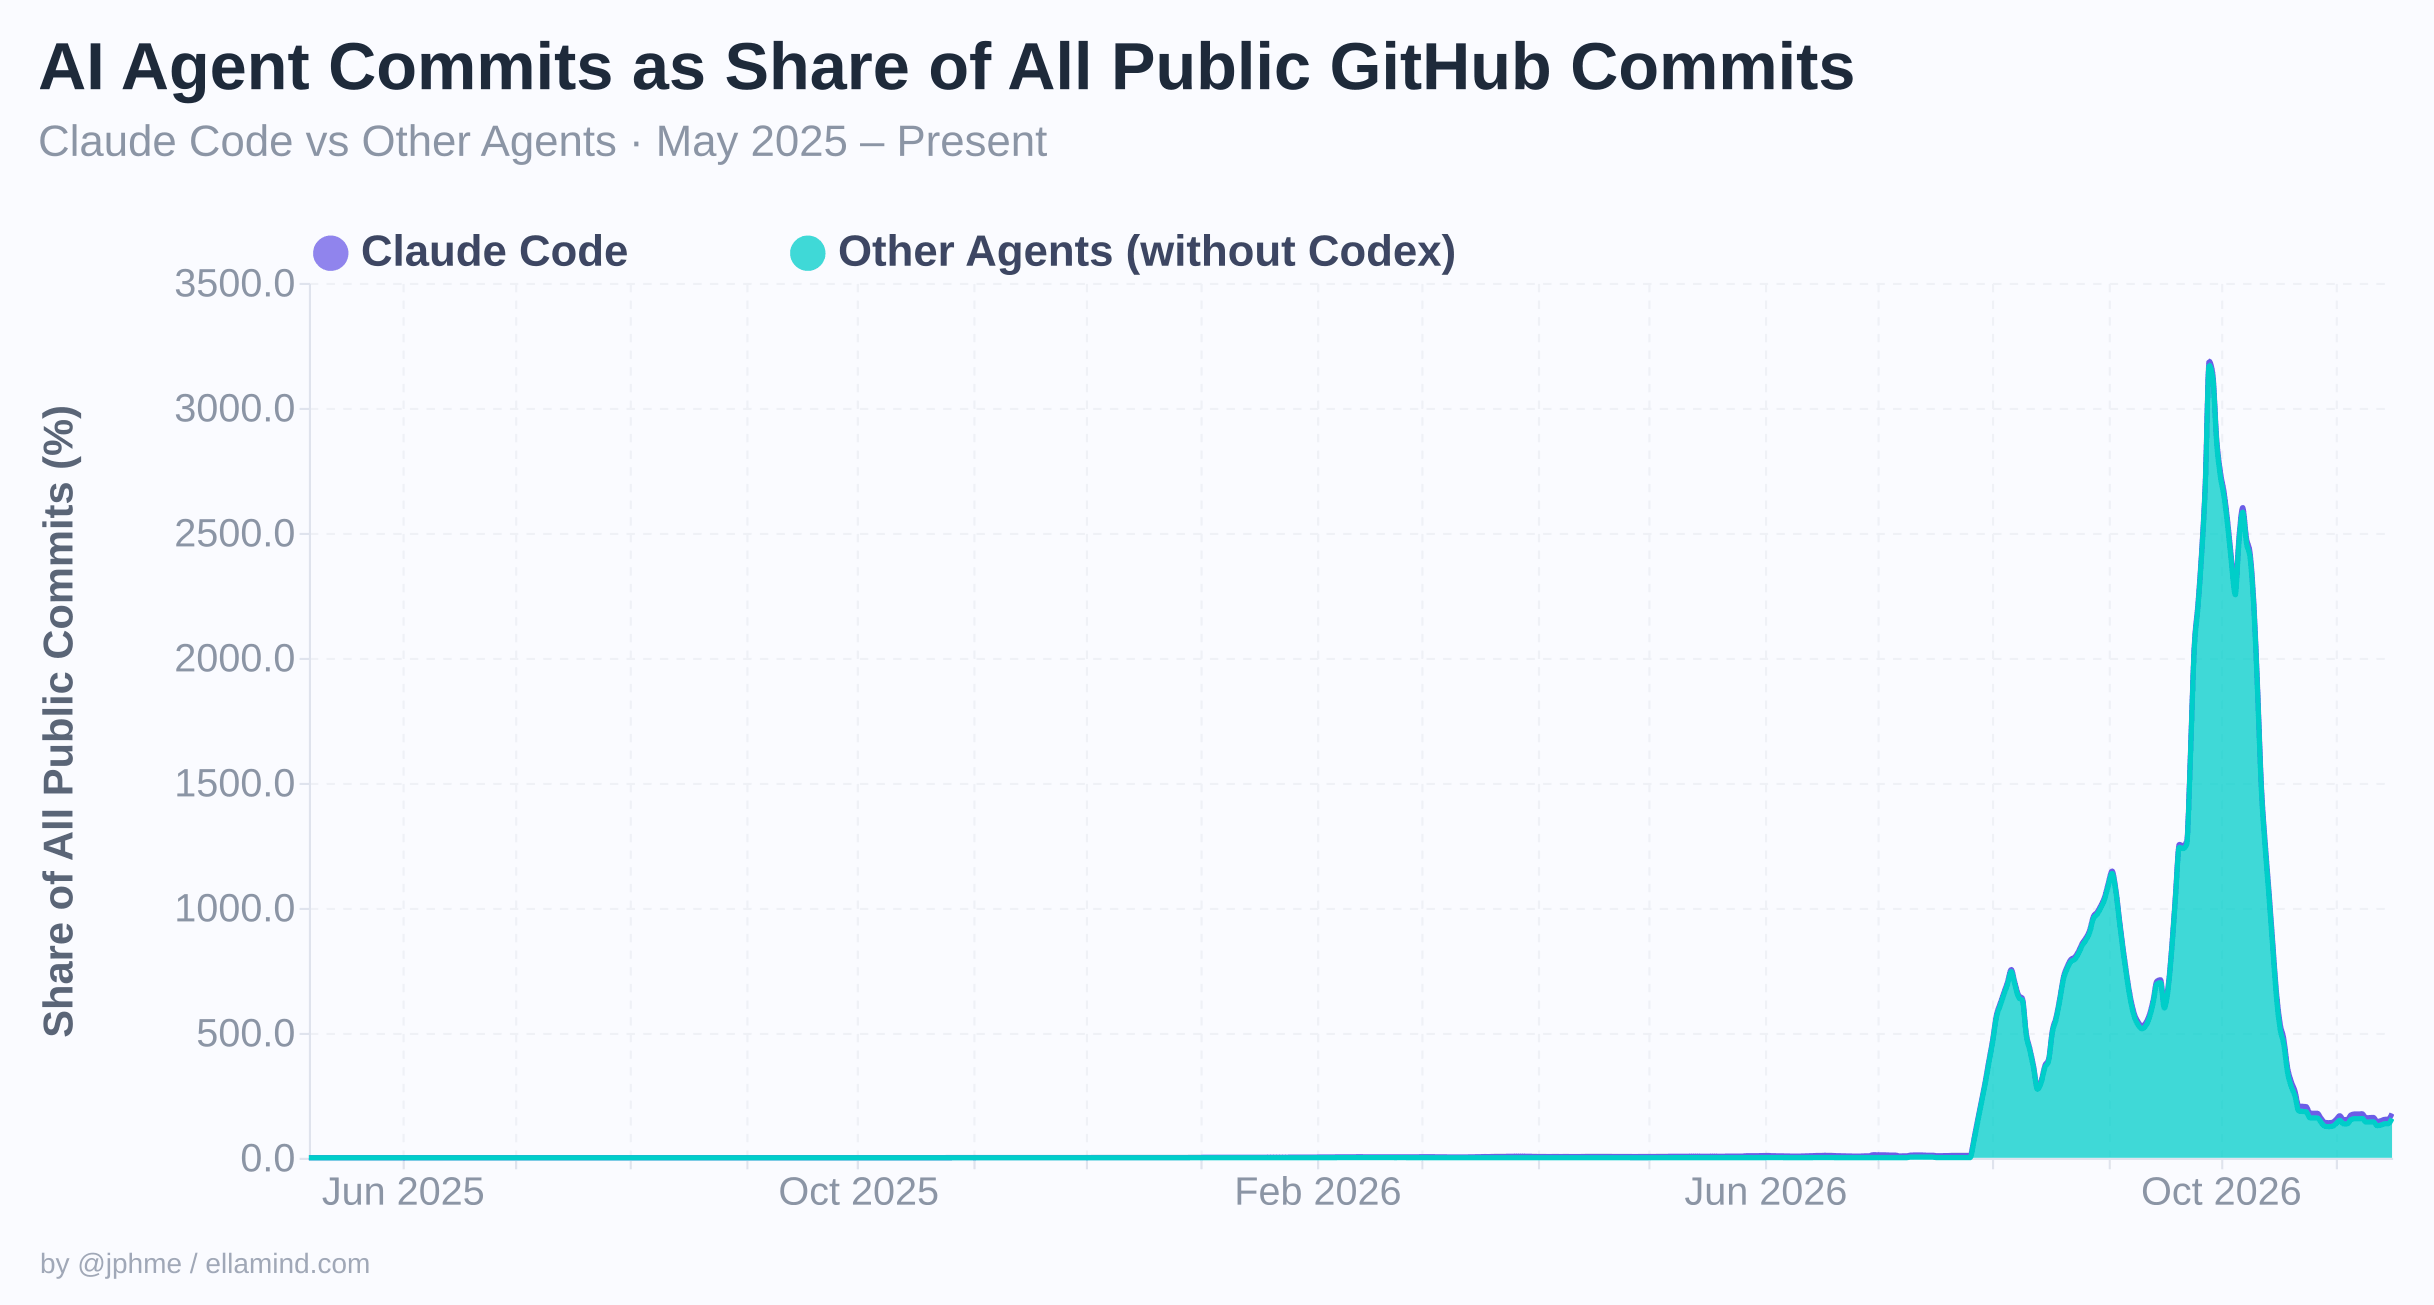 AI Agent Commits as Share of All Public GitHub Commits
Claude Code vs Other Agents · May 2025 – Present
Claude Code
Other Agents (without Codex)
Share of All Public Commits (%)
3500.0
3000.0
2500.0
2000.0
1500.0
1000.0
500.0
0.0
Jun 2025
Oct 2025
Feb 2026
Jun 2026
Oct 2026
by @jphme / ellamind.com